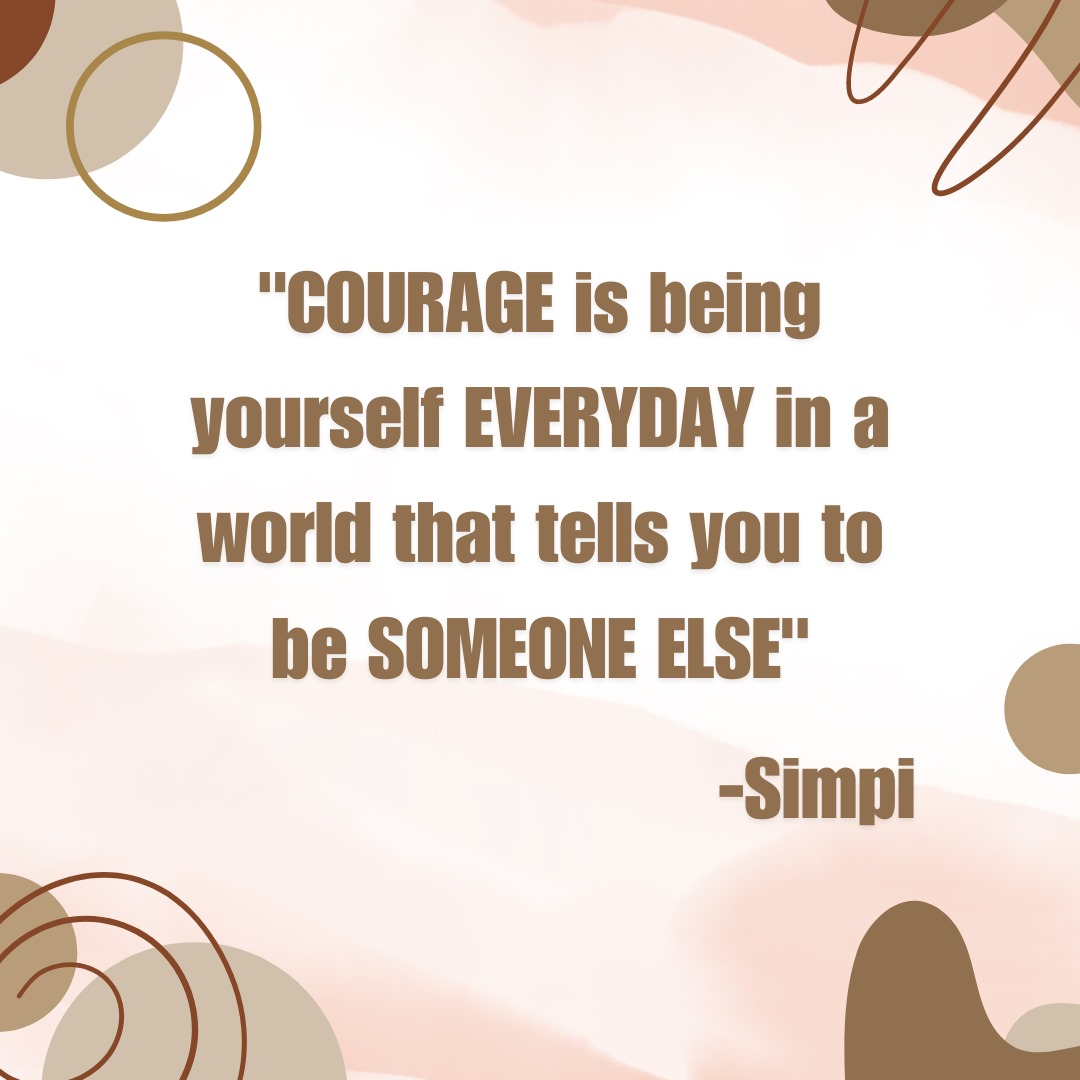 "COURAGE is being
yourself EVERYDAY in a
world that tells you to
be SOMEONE ELSE"
-Simpi